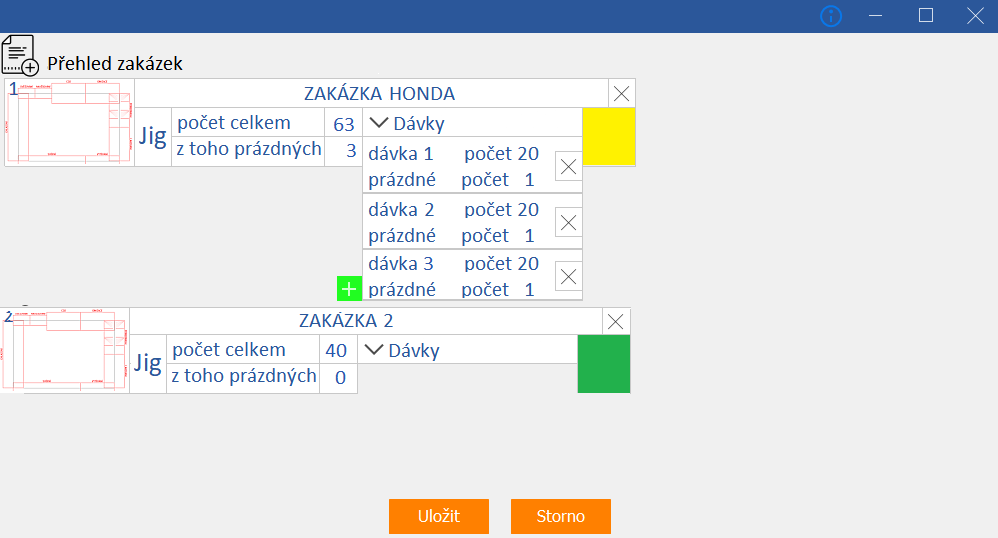 Přehled zakázek
1
ZAKÁZKA HONDA
Jig
počet celkem 63
z toho prázdných 3
Dávky
dávka 1 počet 20
prázdné počet 1
dávka 2 počet 20
prázdné počet 1
dávka 3 počet 20
prázdné počet 1
2
ZAKÁZKA 2
Jig
počet celkem 40
z toho prázdných 0
Dávky
Uložit
Storno